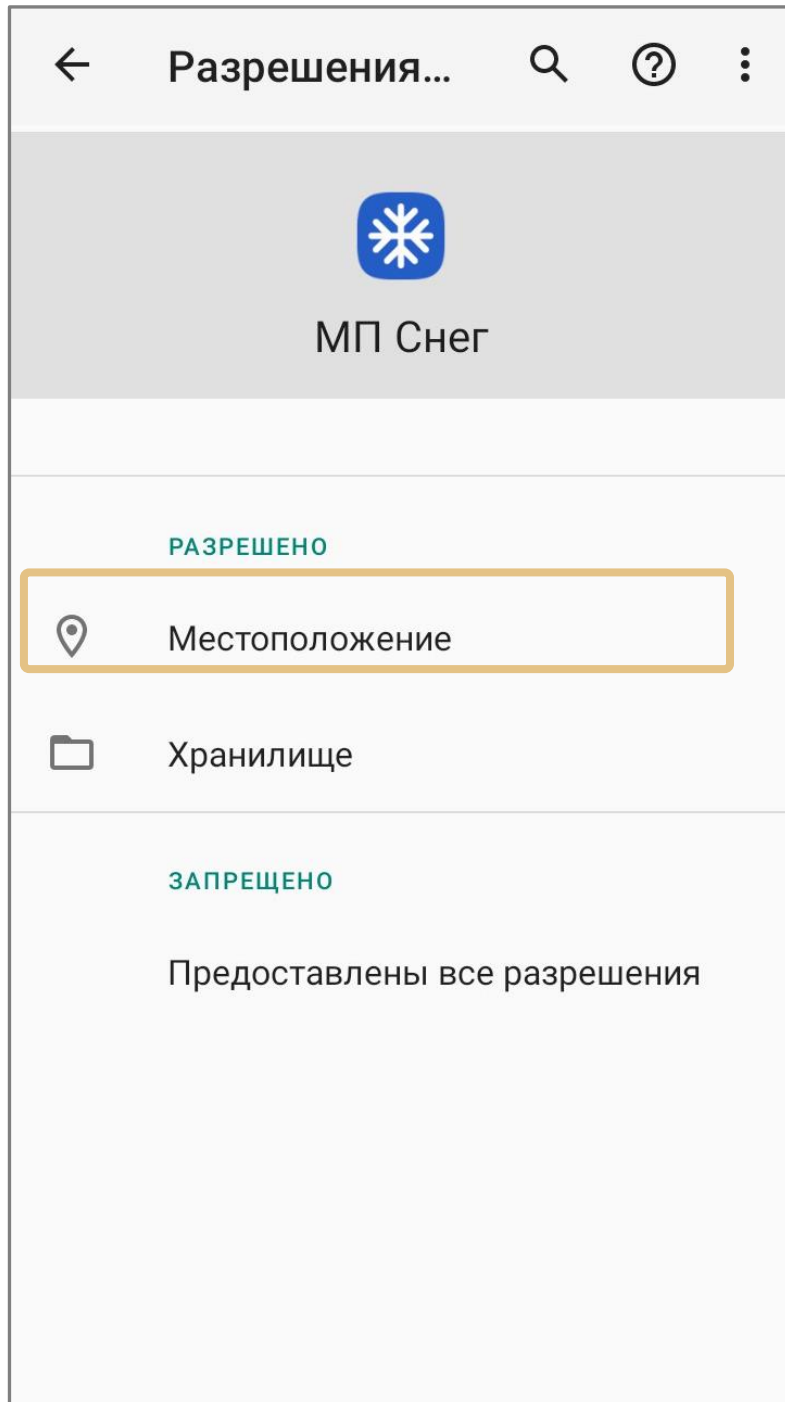 Разрешения...
МП Снег
РАЗРЕШЕНО
Местоположение
Хранилище
ЗАПРЕЩЕНО
Предоставлены все разрешения